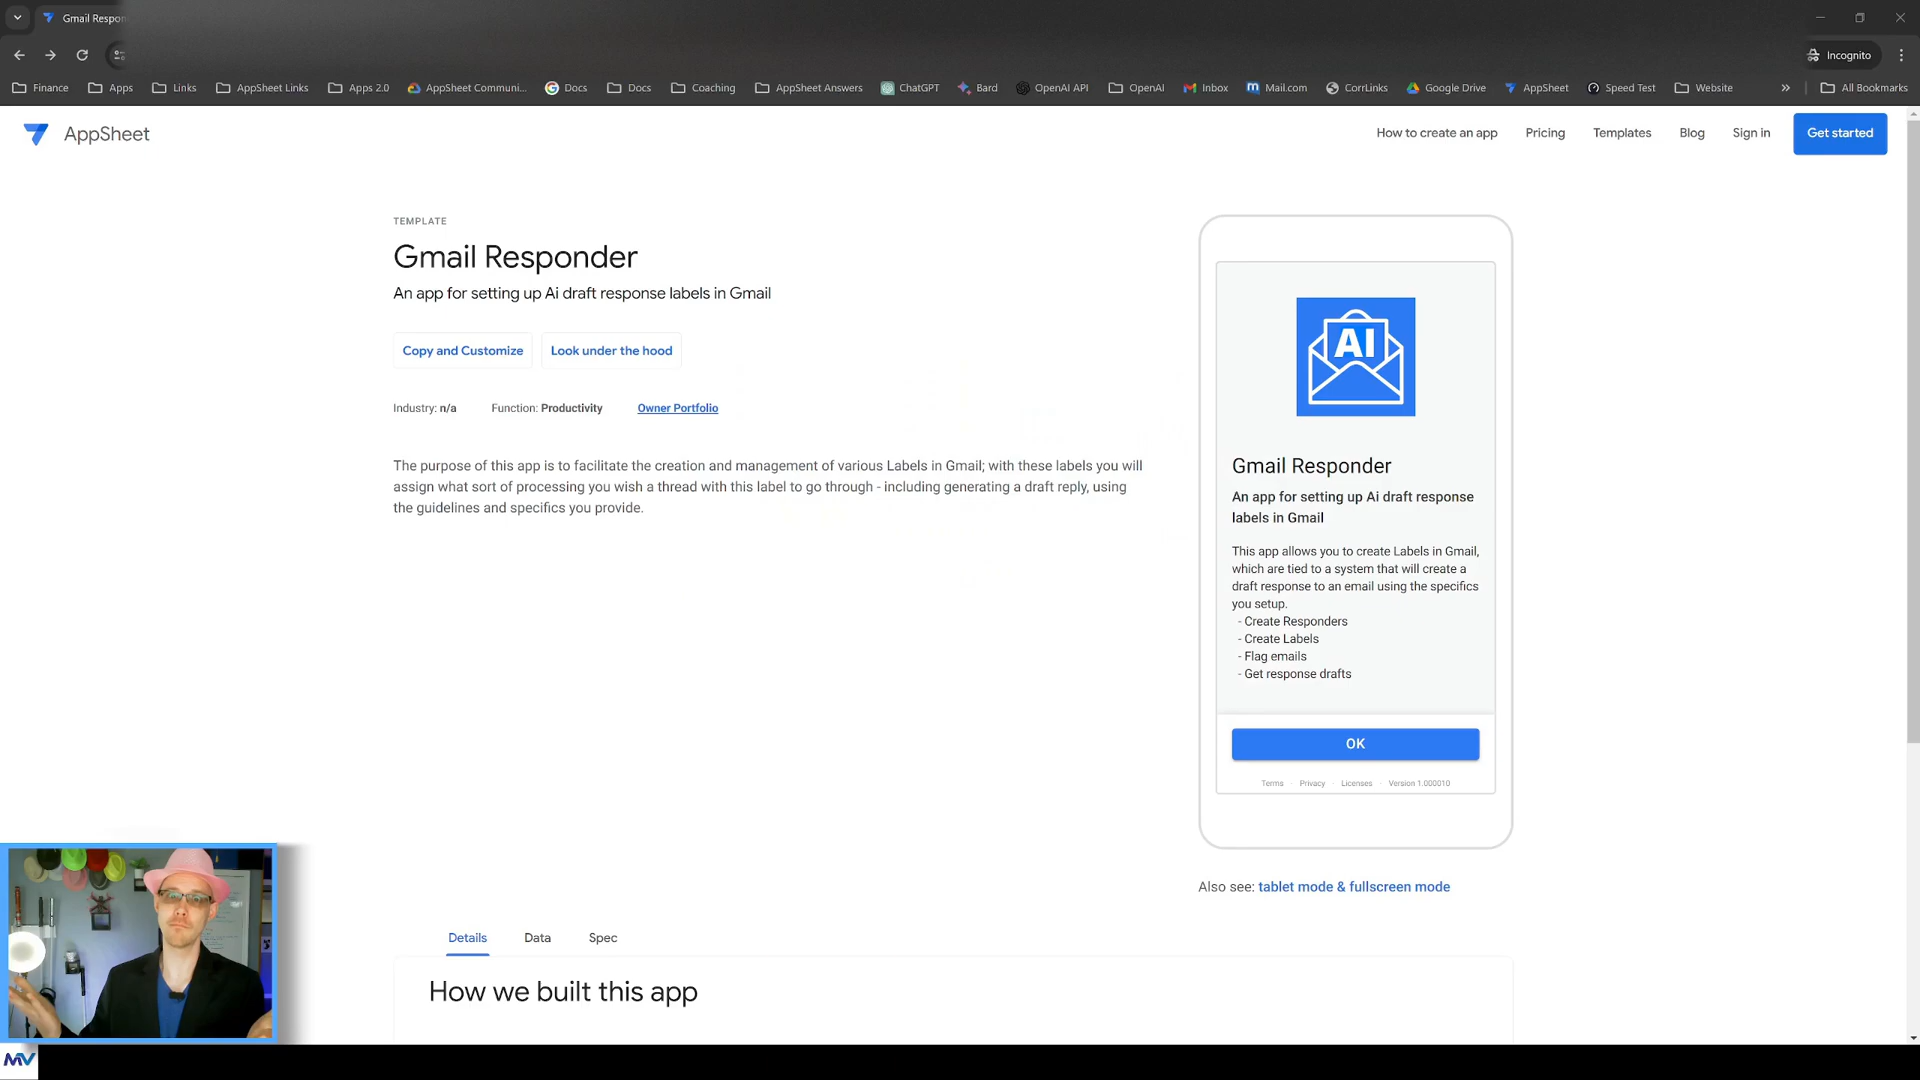 Gmail Respon
Incognito
Finance Apps Links AppSheet Links Apps 2.0 AppSheet Communi... Docs Docs Coaching AppSheet Answers ChatGPT Bard OpenAI API OpenAI Inbox Mail.com CorrLinks Google Drive AppSheet Speed Test Website » All Bookmarks
AppSheet
How to create an app Pricing Templates Blog Sign in Get started
TEMPLATE
Gmail Responder
An app for setting up Ai draft response labels in Gmail
Copy and Customize Look under the hood
Industry: n/a Function: Productivity Owner Portfolio
The purpose of this app is to facilitate the creation and management of various Labels in Gmail; with these labels you will
assign what sort of processing you wish a thread with this label to go through - including generating a draft reply, using
the guidelines and specifics you provide.
AI
Gmail Responder
An app for setting up Ai draft response
labels in Gmail
This app allows you to create Labels in Gmail,
which are tied to a system that will create a
draft response to an email using the specifics
you setup.
- Create Responders
- Create Labels
- Flag emails
- Get response drafts
OK
Terms · Privacy · Licenses · Version 1.000010
Also see: tablet mode & fullscreen mode
Details Data Spec
How we built this app
MV